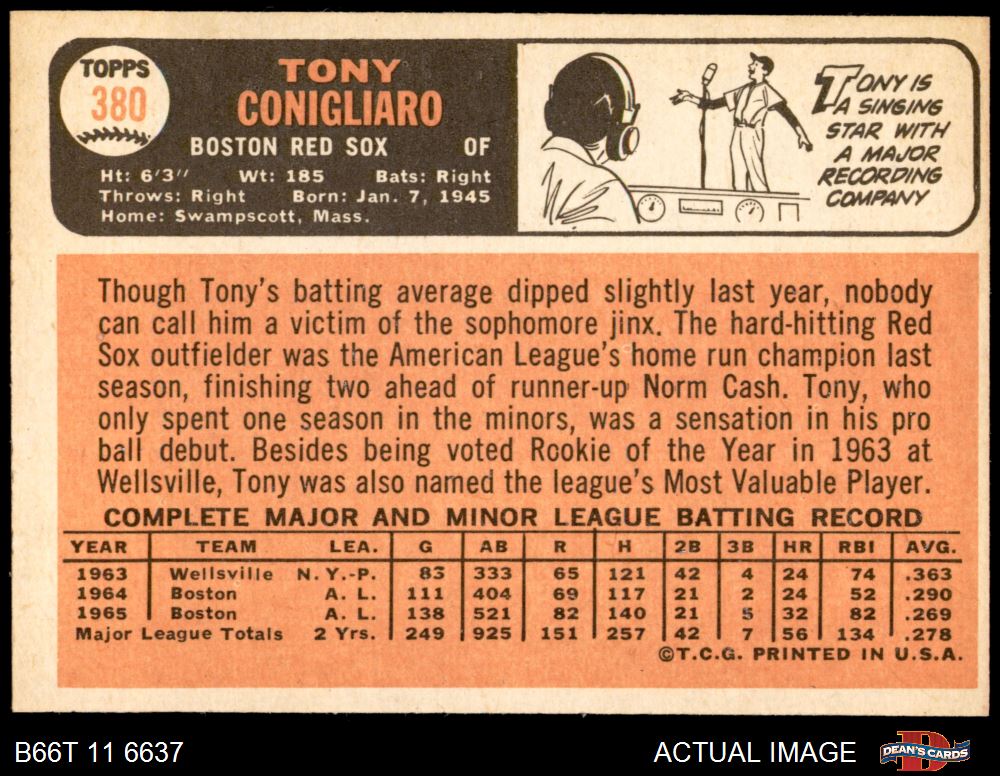 TOPPS
380
TONY
CONIGLIARO
BOSTON RED SOX OF
Ht: 6'3" Wt: 185 Bats: Right
Throws: Right Born: Jan. 7, 1945
Home: Swampscott, Mass.
TONY IS
A SINGING
STAR WITH
A MAJOR
RECORDING
COMPANY
Though Tony's batting average dipped slightly last year, nobody
can call him a victim of the sophomore jinx. The hard-hitting Red
Sox outfielder was the American League's home run champion last
season, finishing two ahead of runner-up Norm Cash. Tony, who
only spent one season in the minors, was a sensation in his pro
ball debut. Besides being voted Rookie of the Year in 1963 at
Wellsville, Tony was also named the league's Most Valuable Player.
COMPLETE MAJOR AND MINOR LEAGUE BATTING RECORD
YEAR TEAM LEA. G AB R H 2B 3B HR RBI AVG.
1963 Wellsville N.Y.-P. 83 333 65 121 42 4 24 74 .363
1964 Boston A. L. 111 404 69 117 21 2 24 52 .290
1965 Boston A. L. 138 521 82 140 21 5 32 82 .269
Major League Totals 2 Yrs. 249 925 151 257 42 7 56 134 .278
©T.C.G. PRINTED IN U.S.A.
B66T 11 6637
ACTUAL IMAGE
DEAN'S CARDS